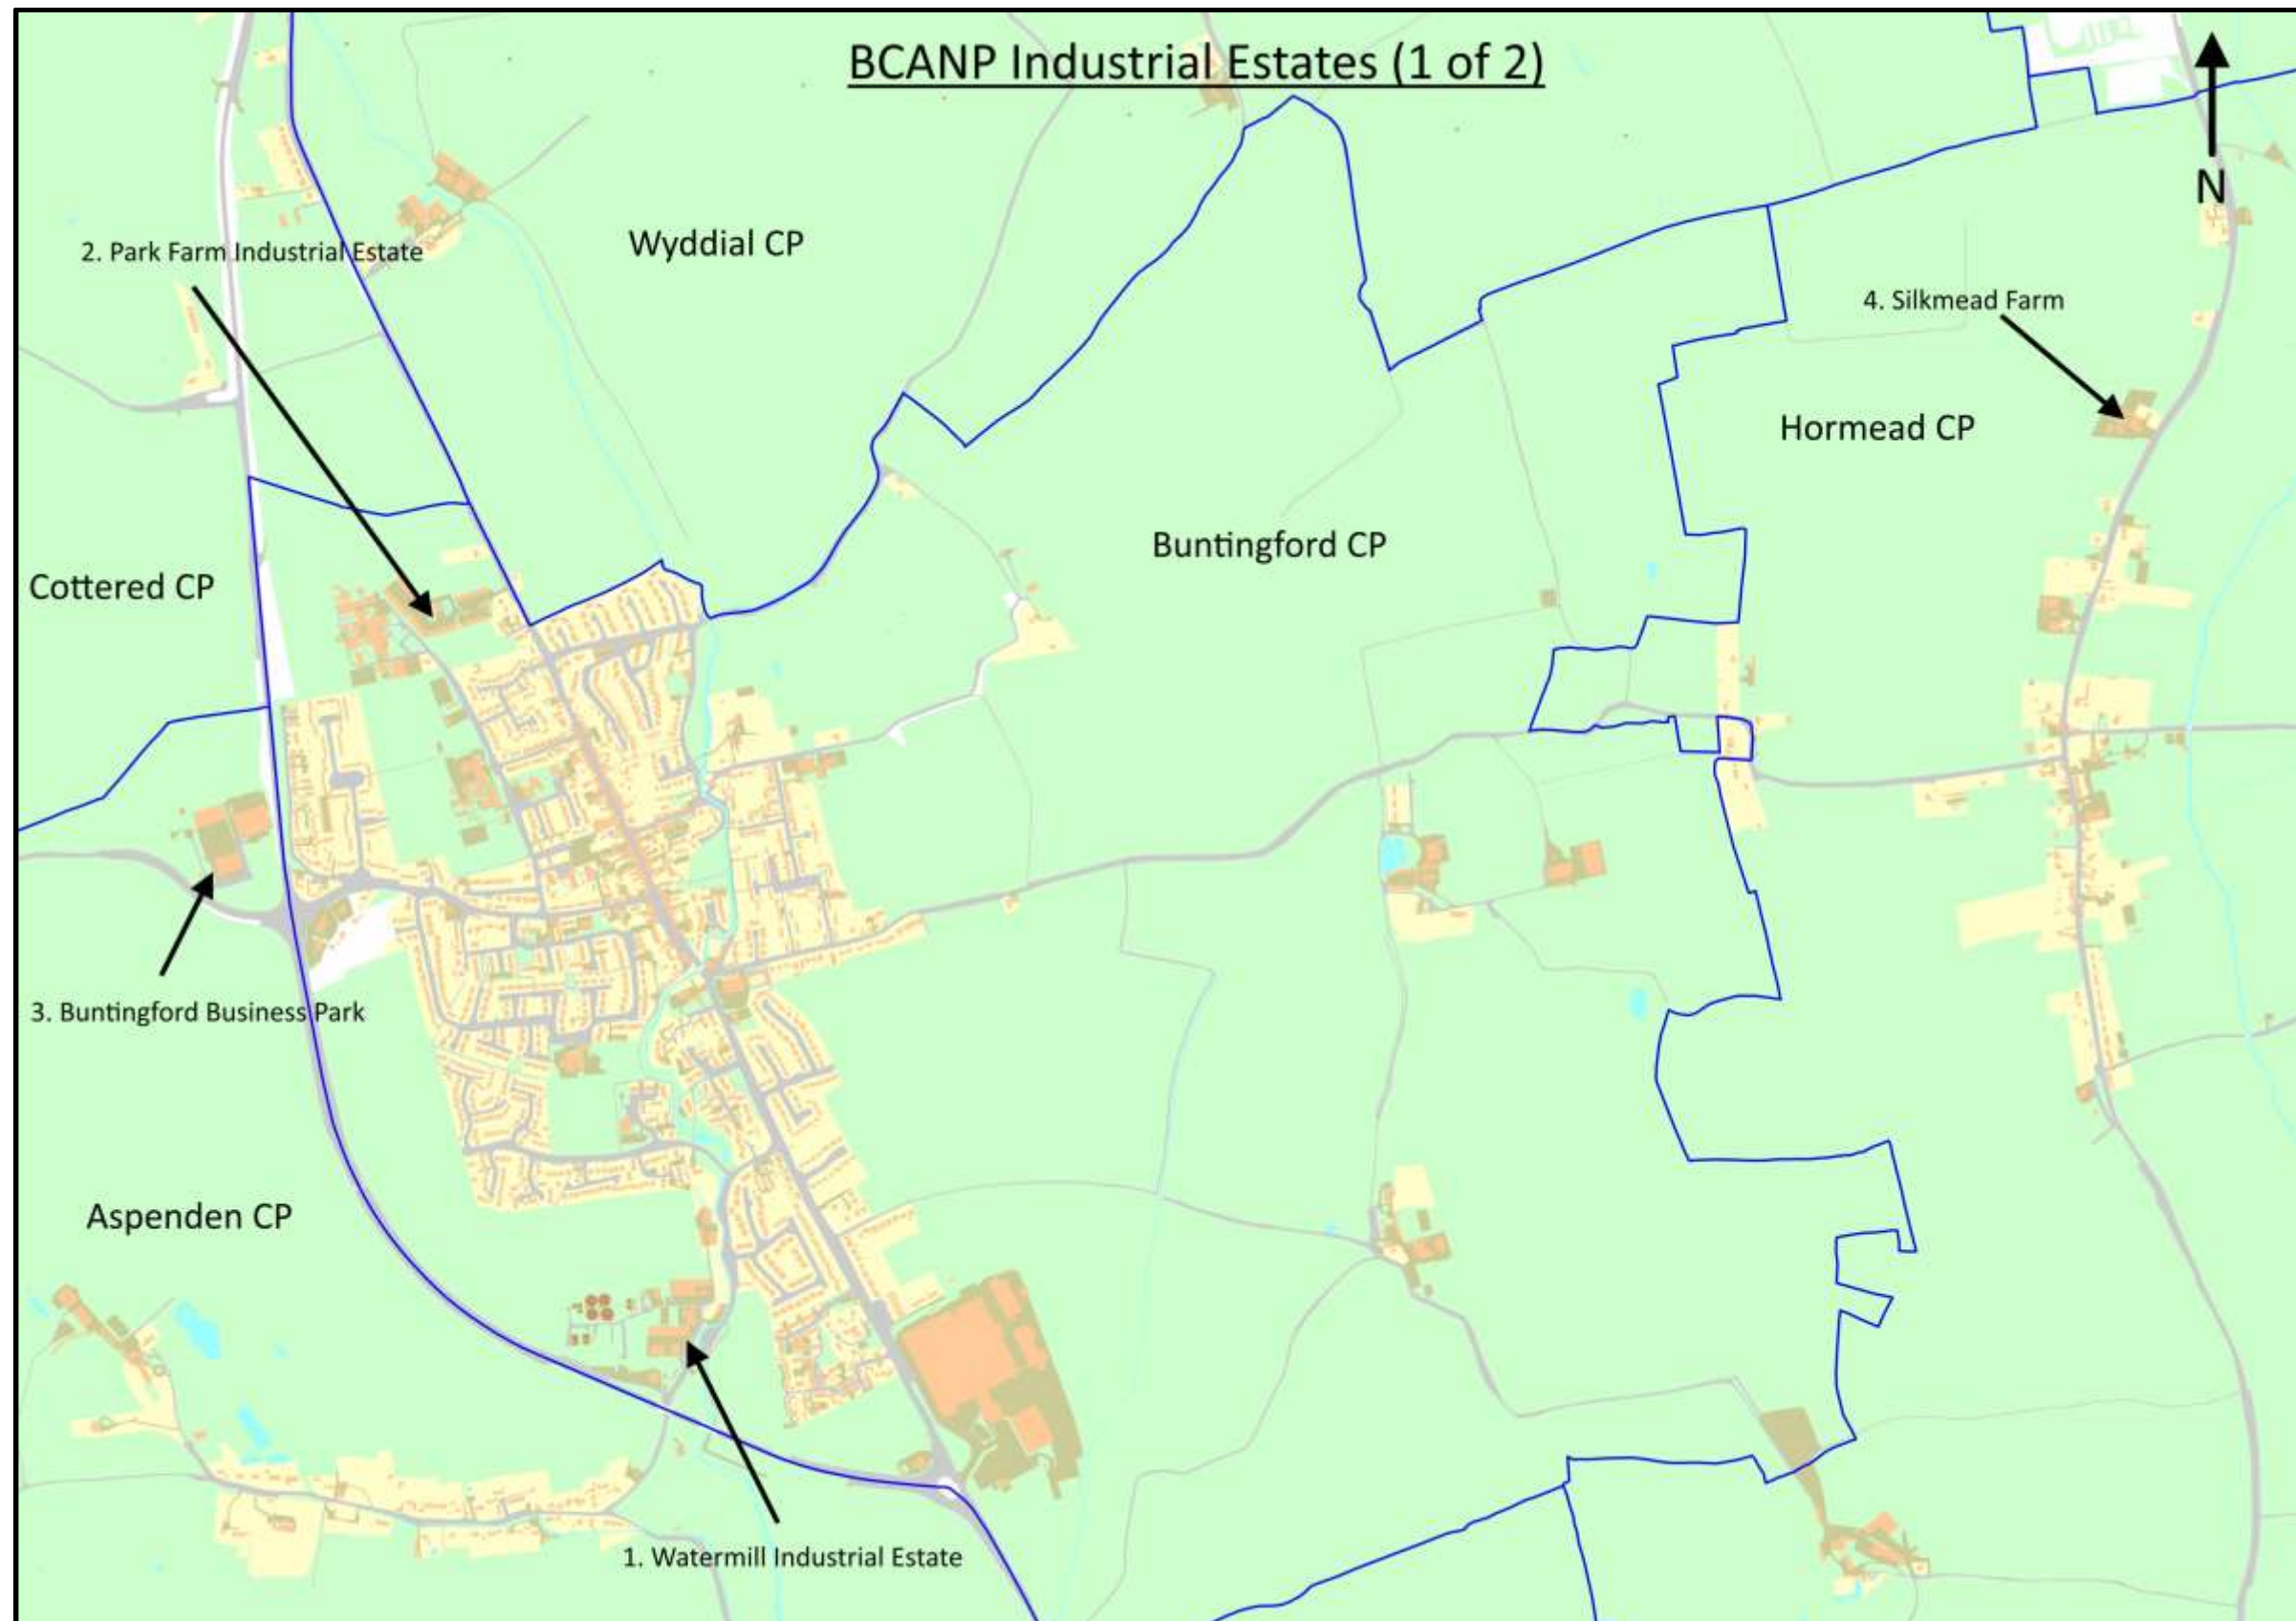 BCANP Industrial Estates (1 of 2)
N
Wyddial CP
2. Park Farm Industrial Estate
4. Silkmead Farm
Hormead CP
Buntingford CP
Cottered CP
3. Buntingford Business Park
Aspenden CP
1. Watermill Industrial Estate